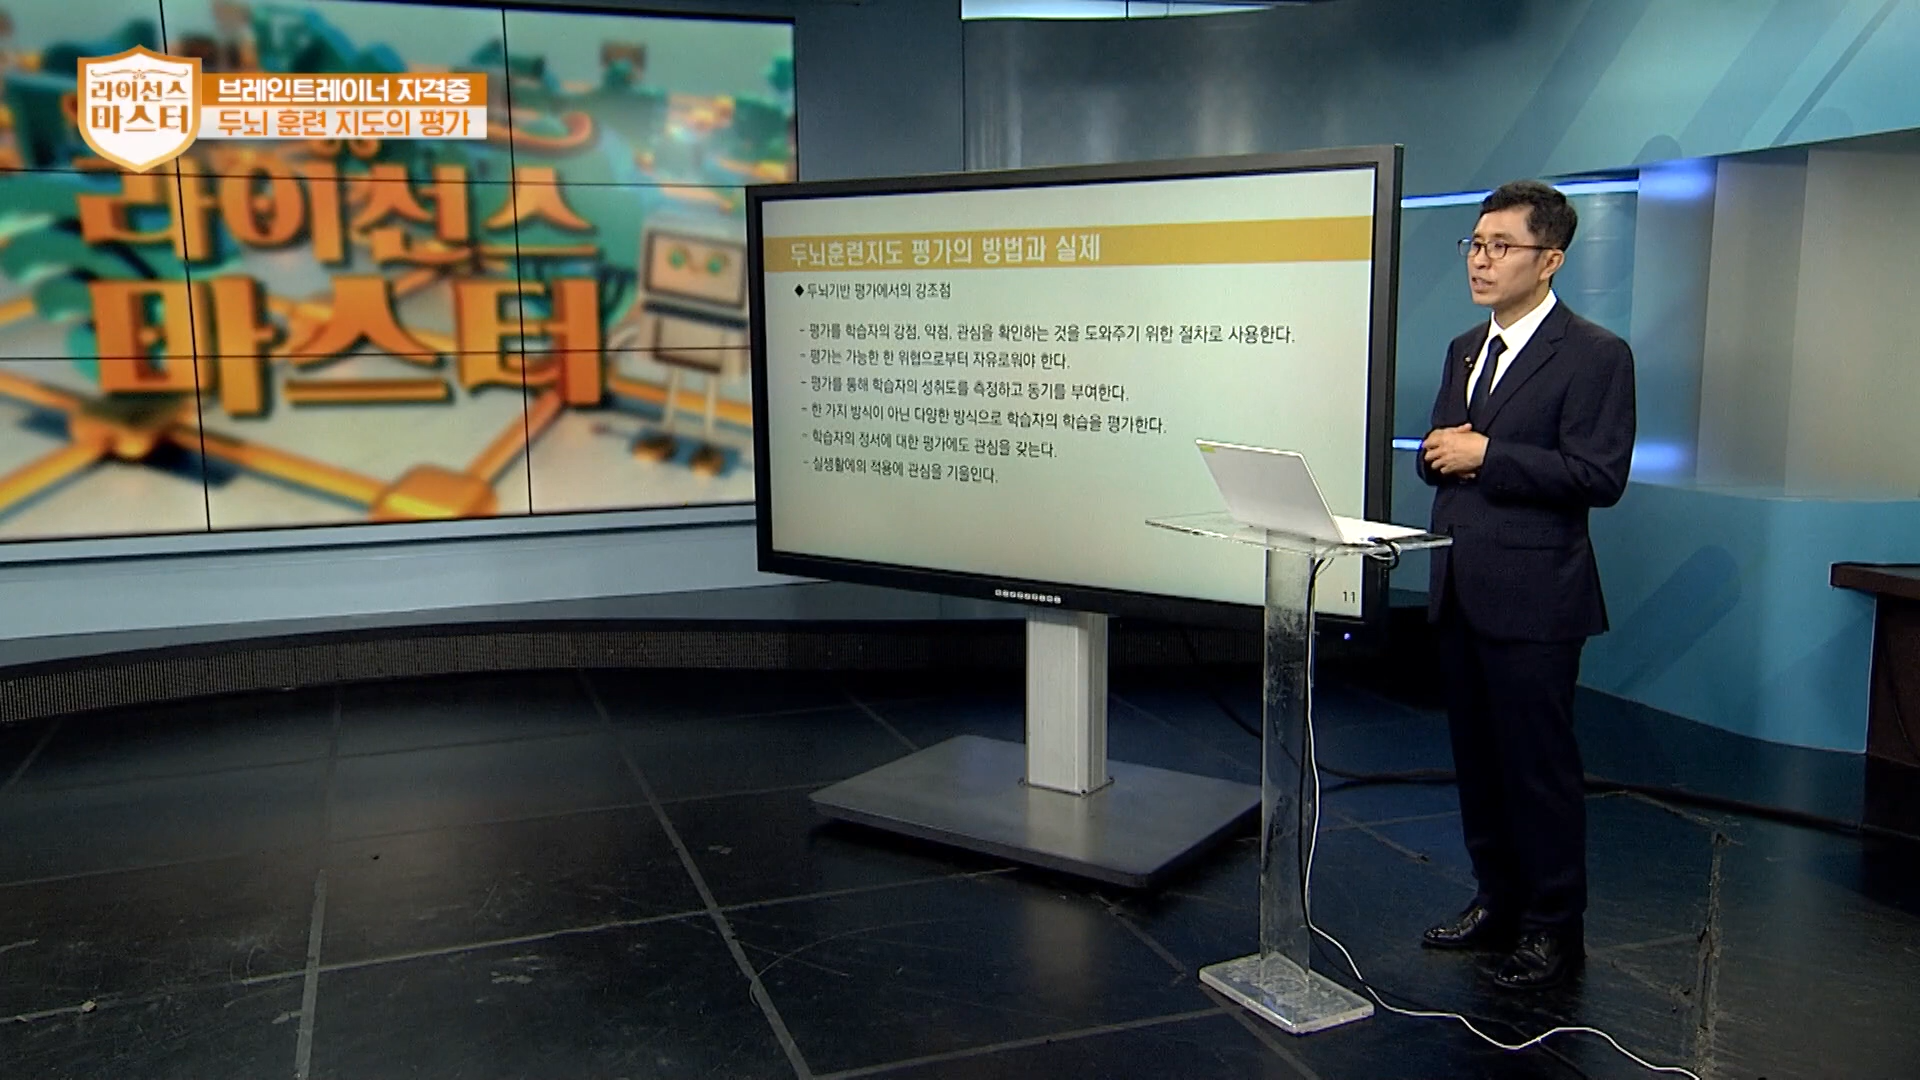 라이선스
마스터
브레인트레이너 자격증
두뇌 훈련 지도의 평가
라이선스
마스터
두뇌훈련지도 평가의 방법과 실제
◆두뇌기반 평가에서의 강조점
- 평가를 학습자의 강점, 약점, 관심을 확인하는 것을 도와주기 위한 절차로 사용한다.
- 평가는 가능한 한 위협으로부터 자유로워야 한다.
- 평가를 통해 학습자의 성취도를 측정하고 동기를 부여한다.
- 한 가지 방식이 아닌 다양한 방식으로 학습자의 학습을 평가한다.
- 학습자의 정서에 대한 평가에도 관심을 갖는다.
- 실생활에의 적용에 관심을 기울인다.
11